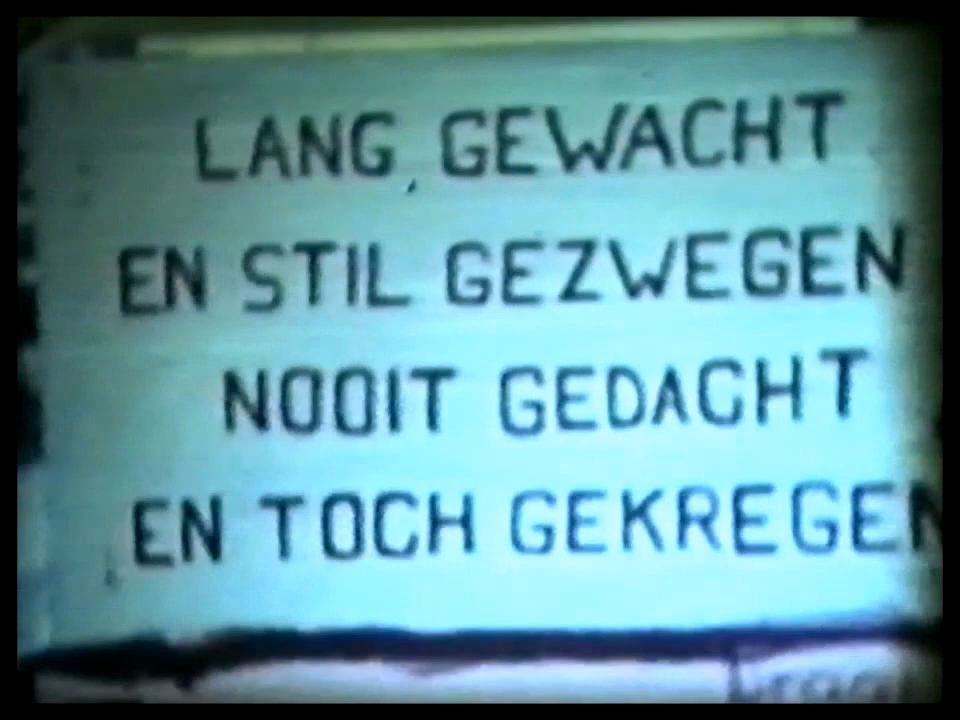 LANG GEWACHT
EN STIL GEZWEGEN
NOOIT GEDACHT
EN TOCH GEKREGEN